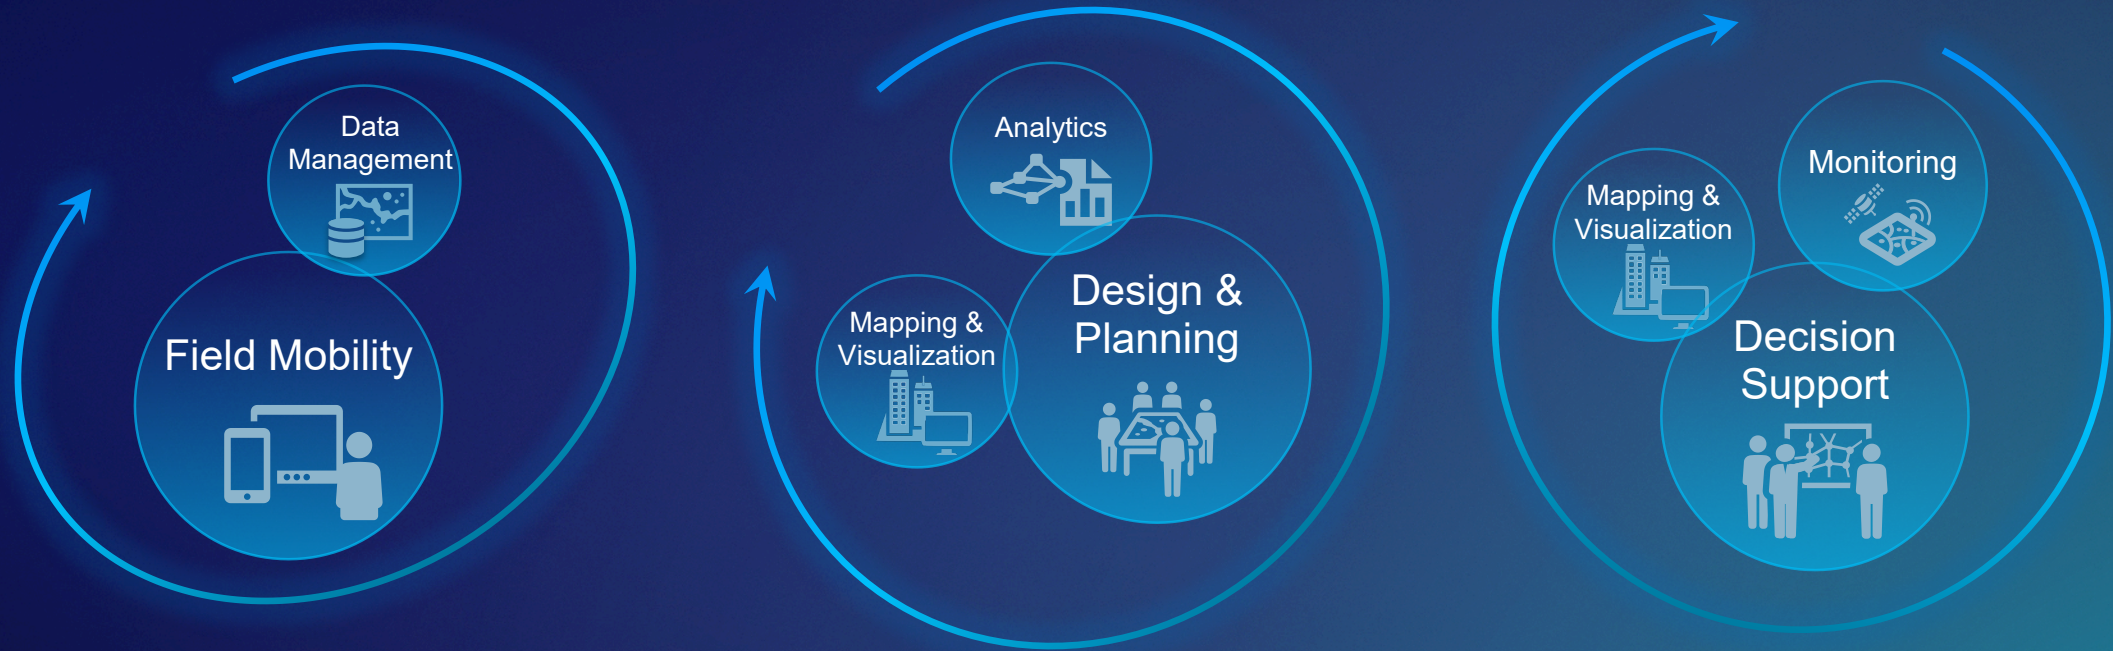 Data
Management
Field Mobility
Analytics
Mapping &
Visualization
Design &
Planning
Mapping &
Visualization
Monitoring
Decision
Support